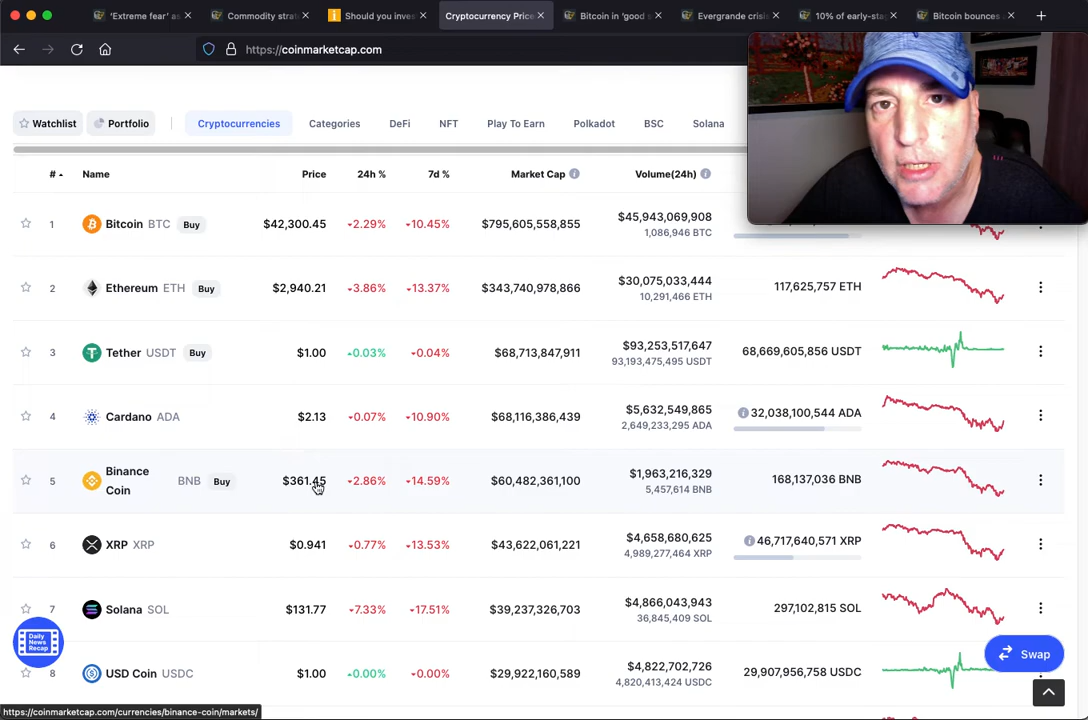 'Extreme fear' a
Commodity strat
Should you inves
Cryptocurrency Price
Bitcoin in 'good s
Evergrande crisi
10% of early-sta
Bitcoin bounces
https://coinmarketcap.com
Watchlist
Portfolio
Cryptocurrencies
Categories
DeFi
NFT
Play To Earn
Polkadot
BSC
Solana
#
Name
Price
24h %
7d %
Market Cap
Volume(24h)
1
Bitcoin BTC
Buy
$42,300.45
2.29%
10.45%
$795,605,558,855
$45,943,069,908
1,086,946 BTC
2
Ethereum ETH
Buy
$2,940.21
3.86%
13.37%
$343,740,978,866
$30,075,033,444
10,291,466 ETH
117,625,757 ETH
3
Tether USDT
Buy
$1.00
0.03%
0.04%
$68,713,847,911
$93,253,517,647
93,193,475,495 USDT
68,669,605,856 USDT
4
Cardano ADA
$2.13
0.07%
10.90%
$68,116,386,439
$5,632,549,865
2,649,233,295 ADA
32,038,100,544 ADA
5
Binance
Coin
BNB
Buy
$361.45
2.86%
14.59%
$60,482,361,100
$1,963,216,329
5,457,614 BNB
168,137,036 BNB
6
XRP XRP
$0.941
0.77%
13.53%
$43,622,061,221
$4,658,680,625
4,989,277,464 XRP
46,717,640,571 XRP
7
Solana SOL
$131.77
7.33%
17.51%
$39,237,326,703
$4,866,043,943
36,845,409 SOL
297,102,815 SOL
Daily
News
Recap
Swap
8
USD Coin USDC
$1.00
0.00%
0.00%
$29,922,160,589
$4,822,702,726
4,820,413,424 USDC
29,907,956,758 USDC
https://coinmarketcap.com/currencies/binance-coin/markets/